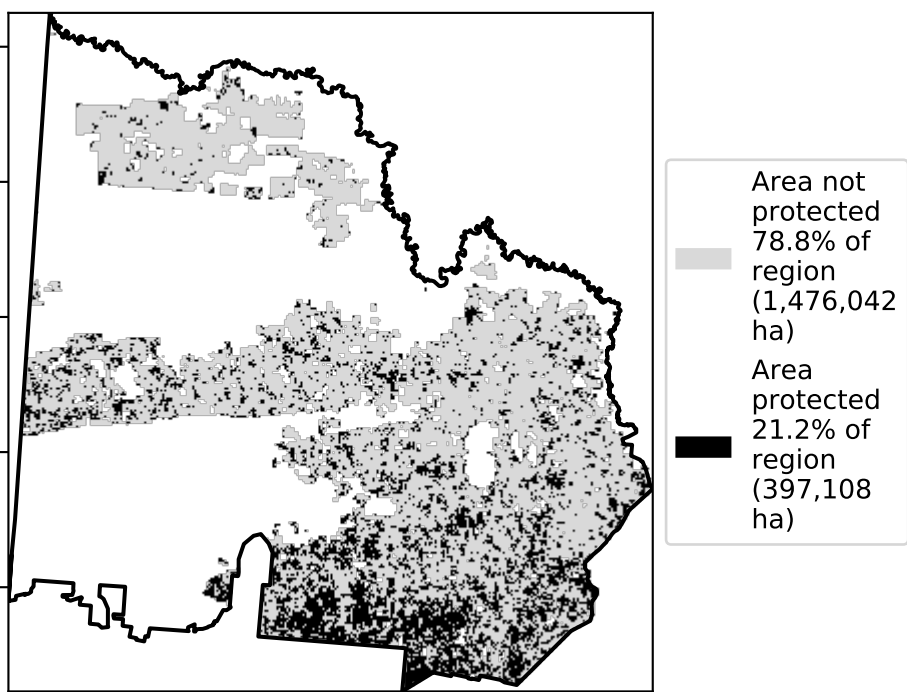 Area not
protected
78.8% of
region
(1,476,042
ha)
Area
protected
21.2% of
region
(397,108
ha)